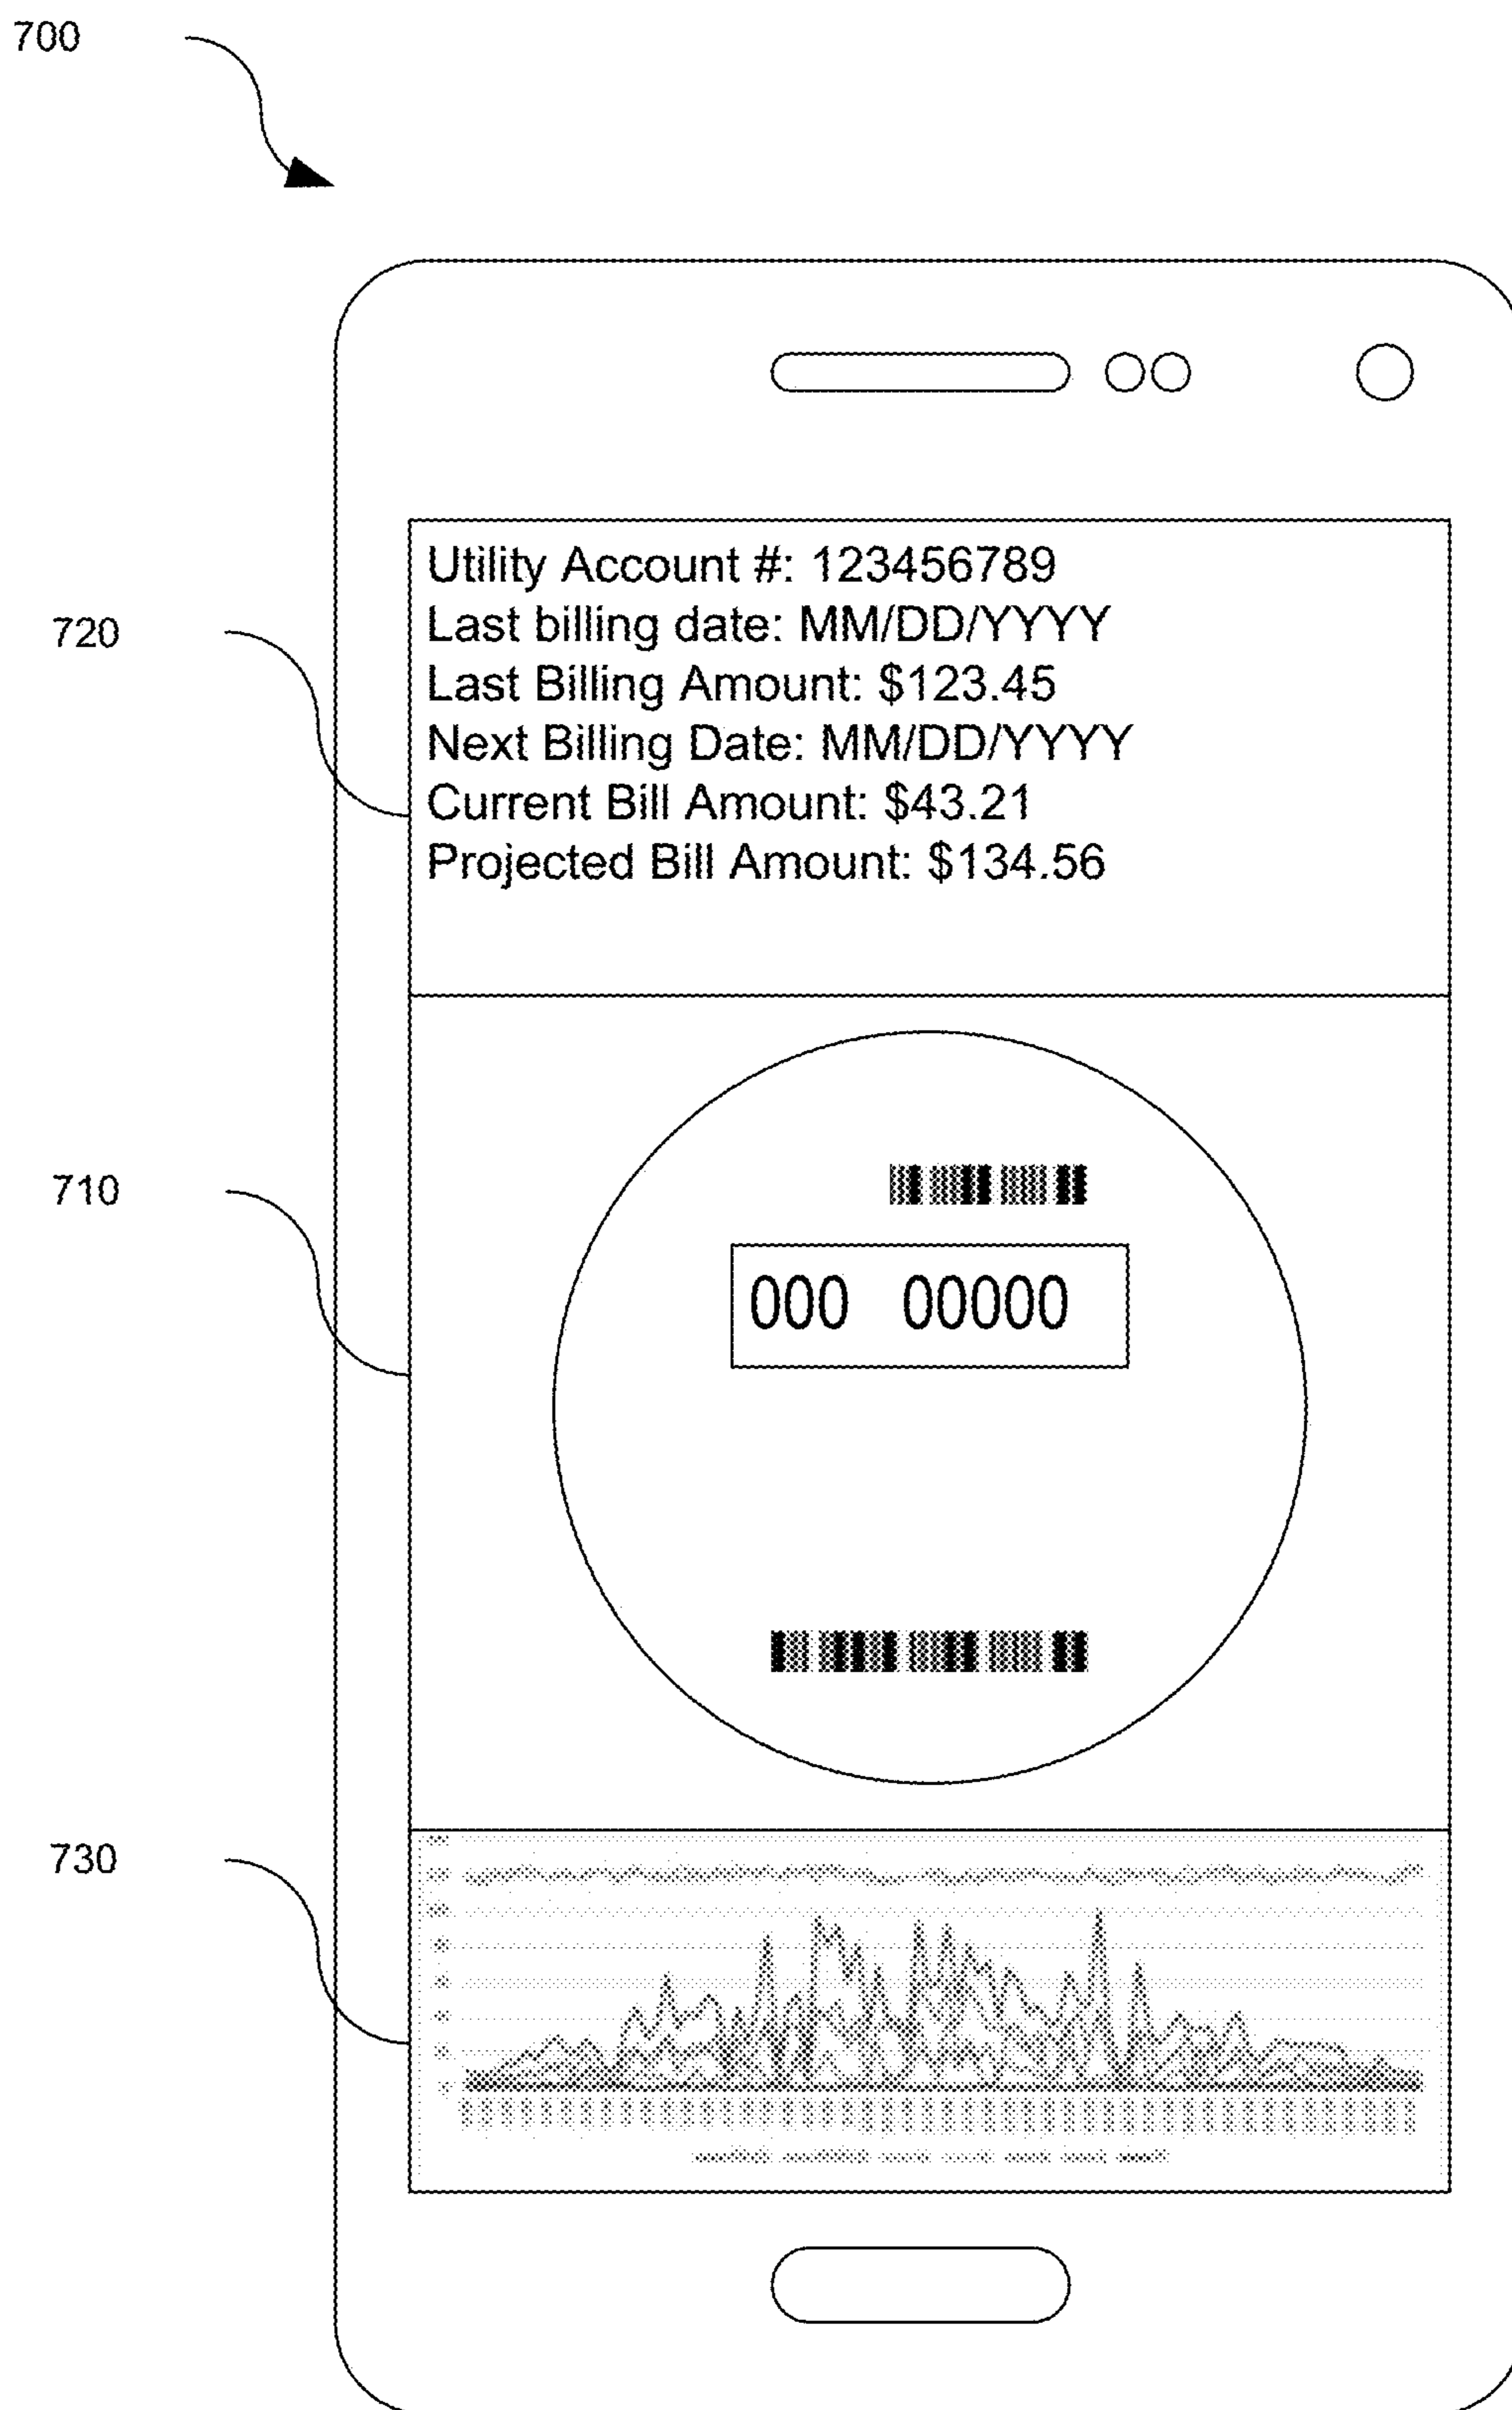 700
720
Utility Account #: 123456789
Last billing date: MM/DD/YYYY
Last Billing Amount: $123.45
Next Billing Date: MM/DD/YYYY
Current Bill Amount: $43.21
Projected Bill Amount: $134.56
710
000 00000
730